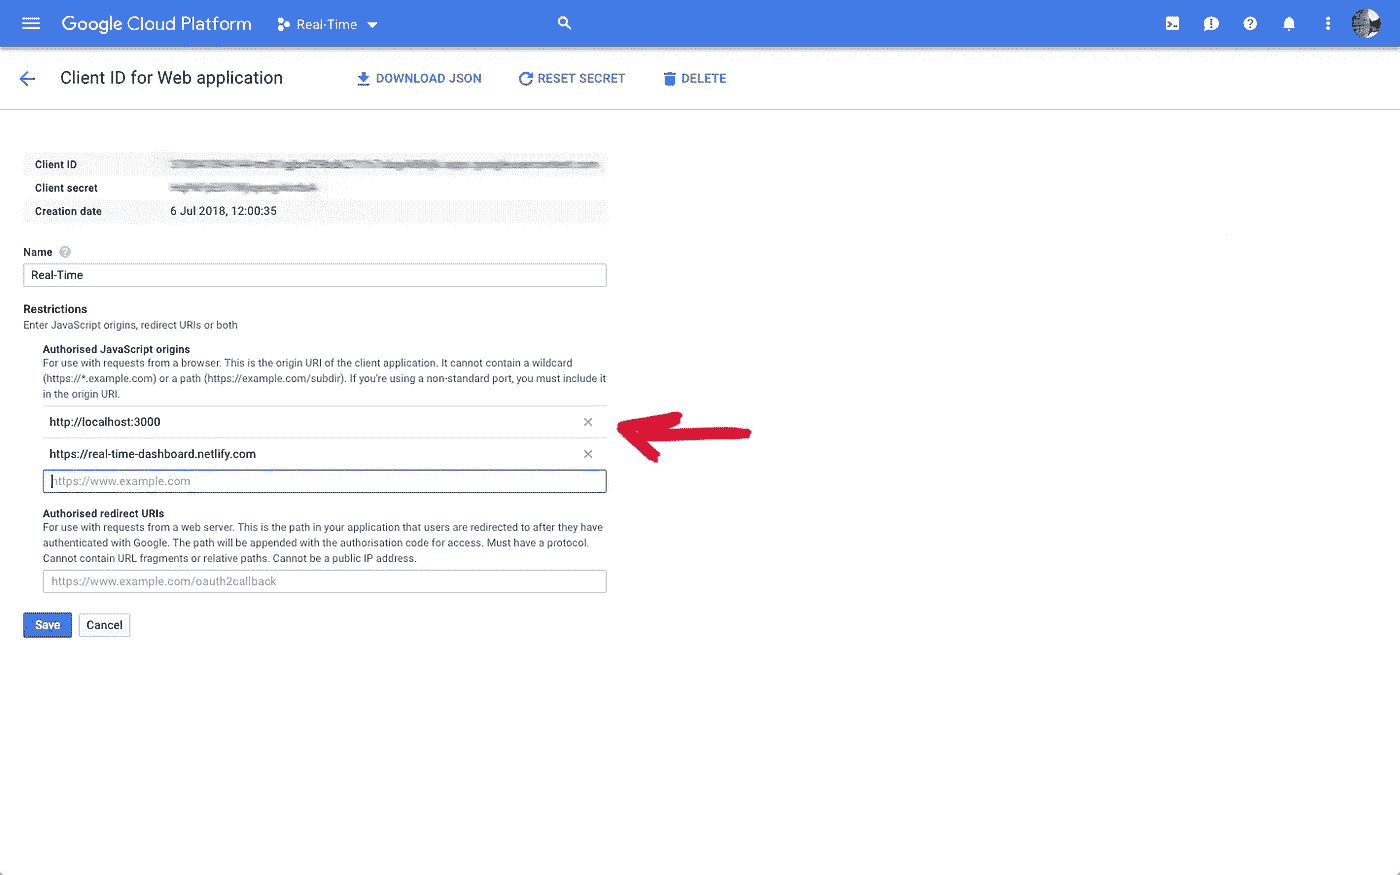 Google Cloud Platform Real-Time
Client ID for Web application DOWNLOAD JSON RESET SECRET DELETE
Client ID
Client secret
Creation date 6 Jul 2018, 12:00:35
Name ?
Real-Time
Restrictions
Enter JavaScript origins, redirect URIs or both
Authorised JavaScript origins
For use with requests from a browser. This is the origin URI of the client application. It cannot contain a wildcard
(https://*.example.com) or a path (https://example.com/subdir). If you're using a non-standard port, you must include it
in the origin URI.
http://localhost:3000
https://real-time-dashboard.netlify.com
https://www.example.com
Authorised redirect URIs
For use with requests from a web server. This is the path in your application that users are redirected to after they have
authenticated with Google. The path will be appended with the authorisation code for access. Must have a protocol.
Cannot contain URL fragments or relative paths. Cannot be a public IP address.
https://www.example.com/oauth2callback
Save Cancel